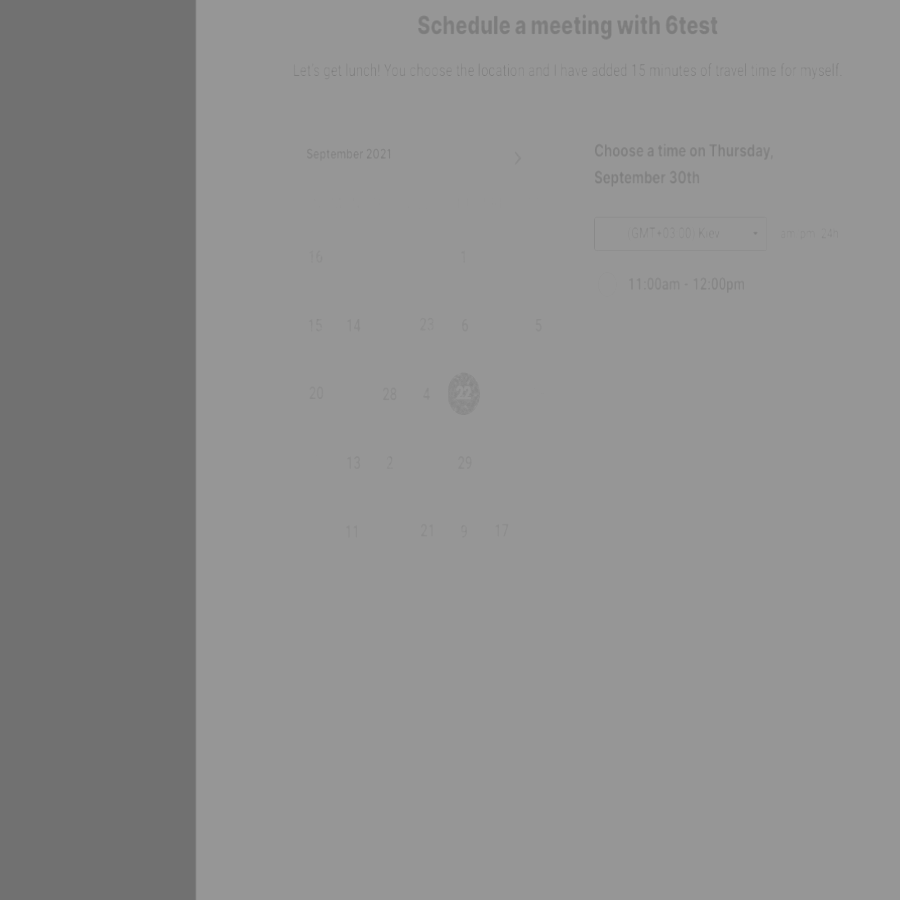 Schedule a meeting with 6test
Let's get lunch! You choose the location and I have added 15 minutes of travel time for myself.
September 2021
Choose a time on Thursday,
September 30th
(GMT+03:00) Kiev
am pm 24h
16 1
11:00am - 12:00pm
15 14 23 6 5
20 28 4 22
13 2 29
11 21 9 17